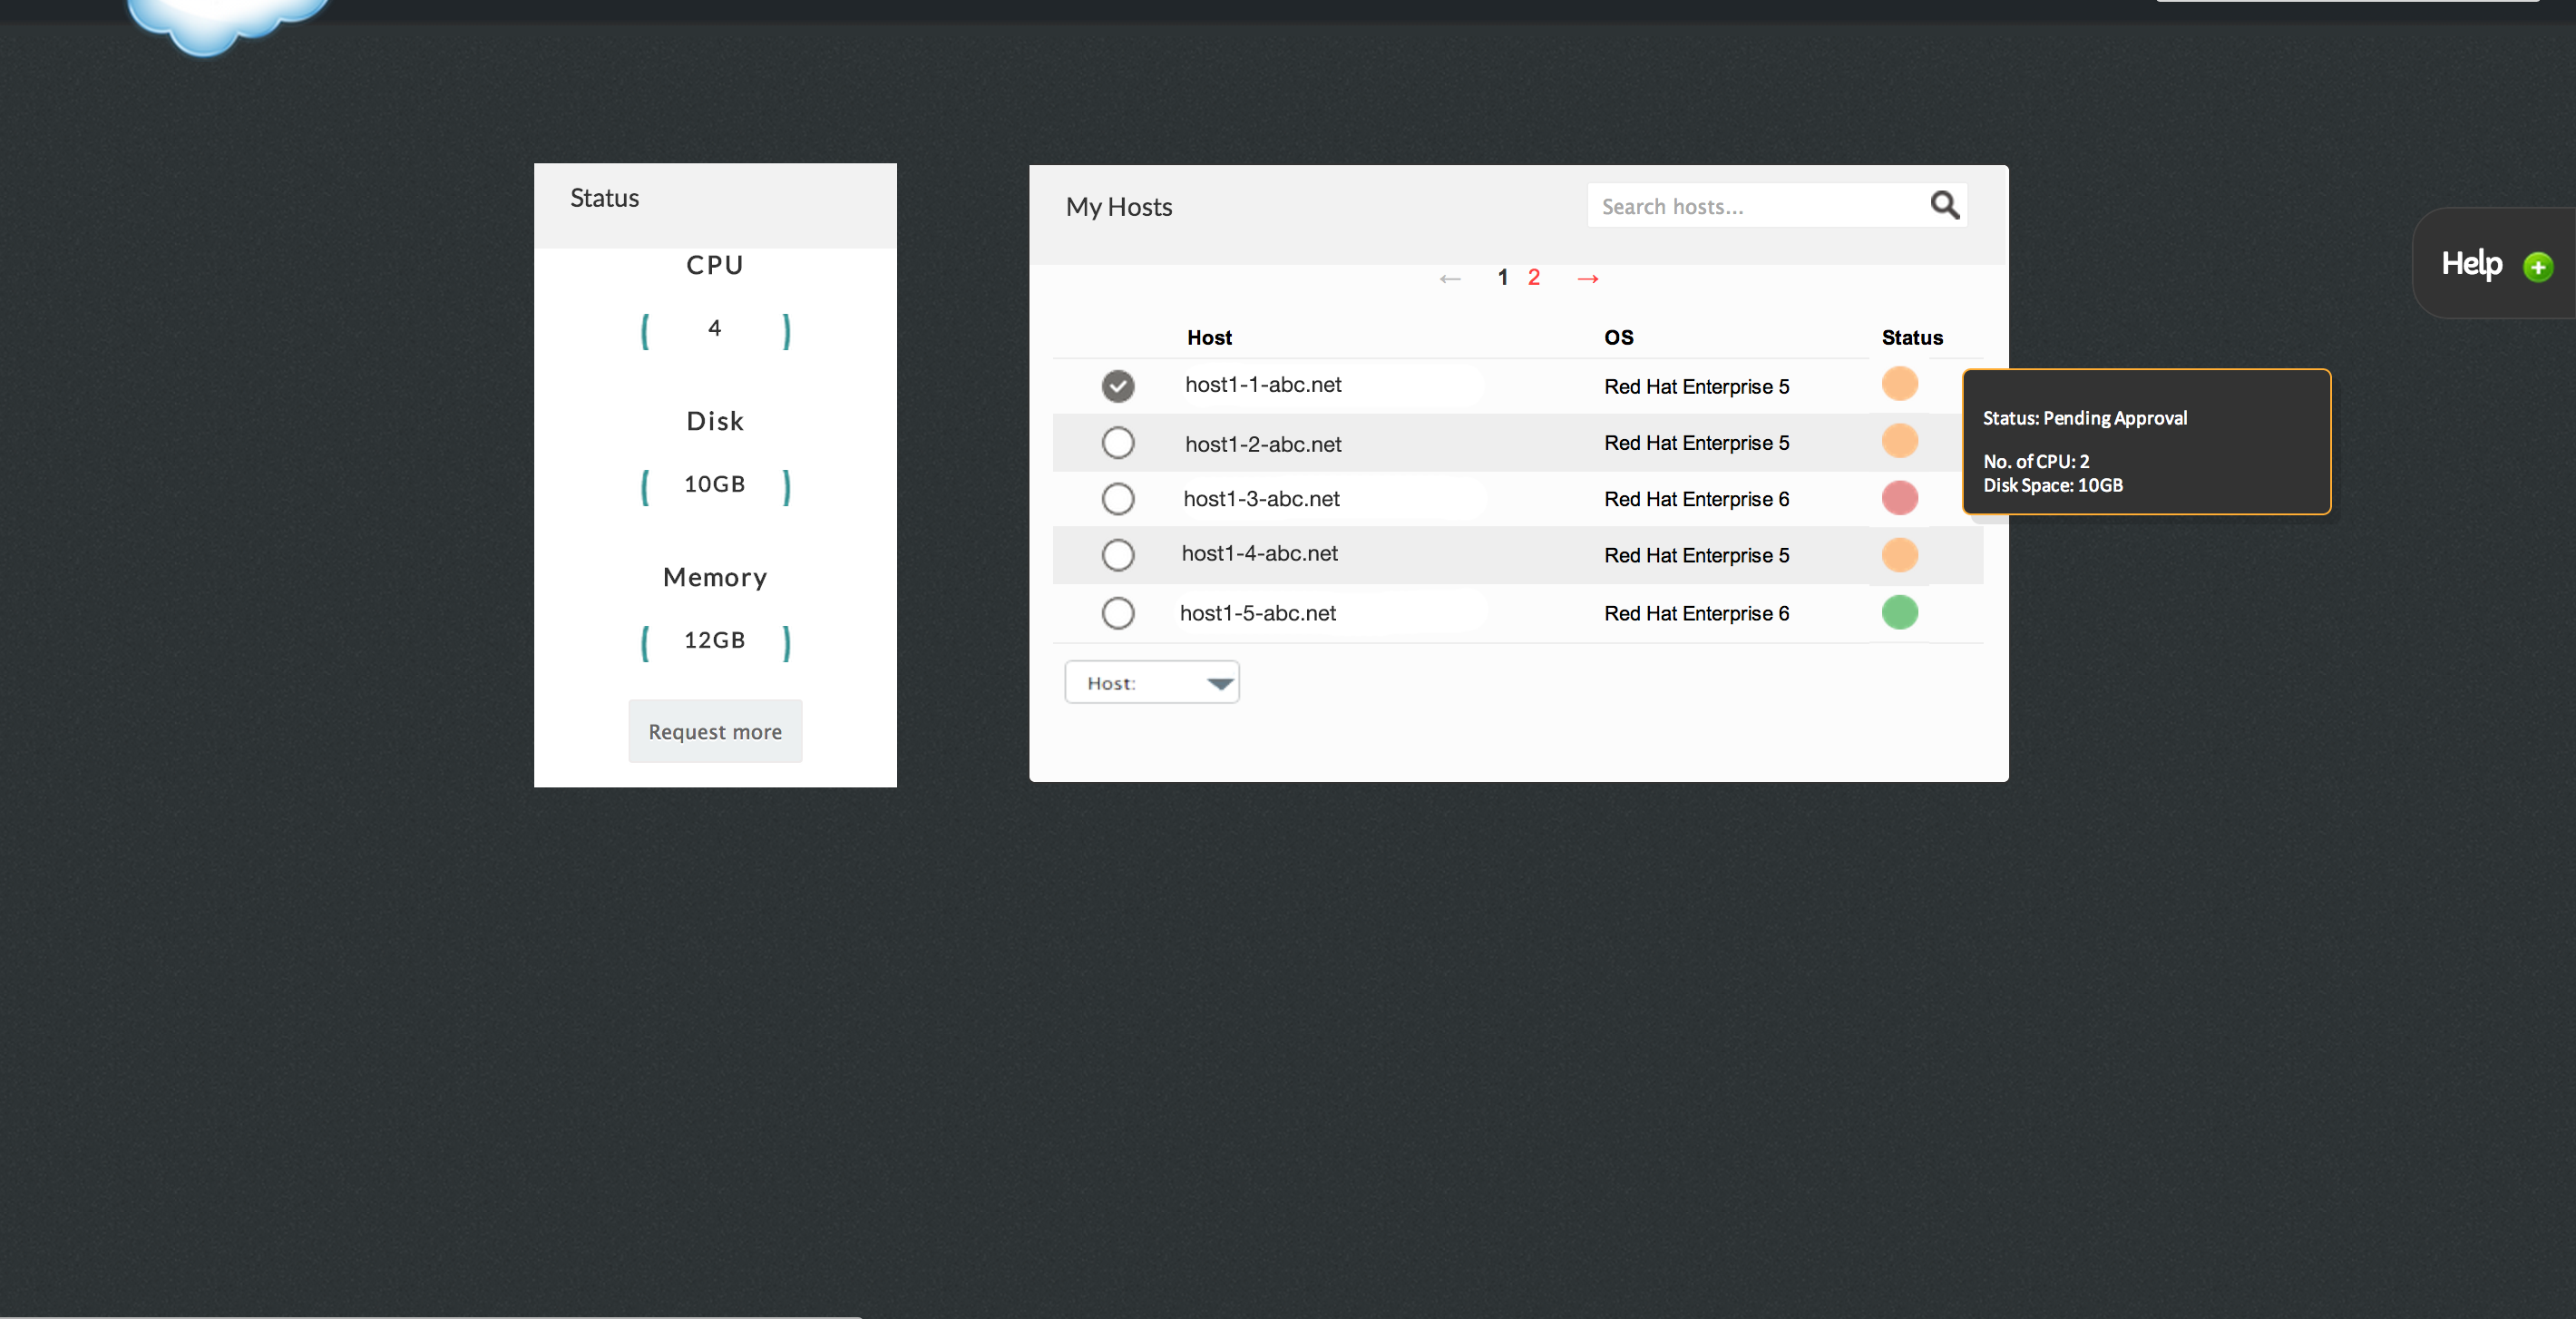 Status
CPU
( 4 )
Disk
( 10GB )
Memory
( 12GB )
Request more
My Hosts
Search hosts...
← 1 2 →
Host OS Status
host1-1-abc.net Red Hat Enterprise 5
host1-2-abc.net Red Hat Enterprise 5
host1-3-abc.net Red Hat Enterprise 6
host1-4-abc.net Red Hat Enterprise 5
host1-5-abc.net Red Hat Enterprise 6
Host:
Status: Pending Approval
No. of CPU: 2
Disk Space: 10GB
Help